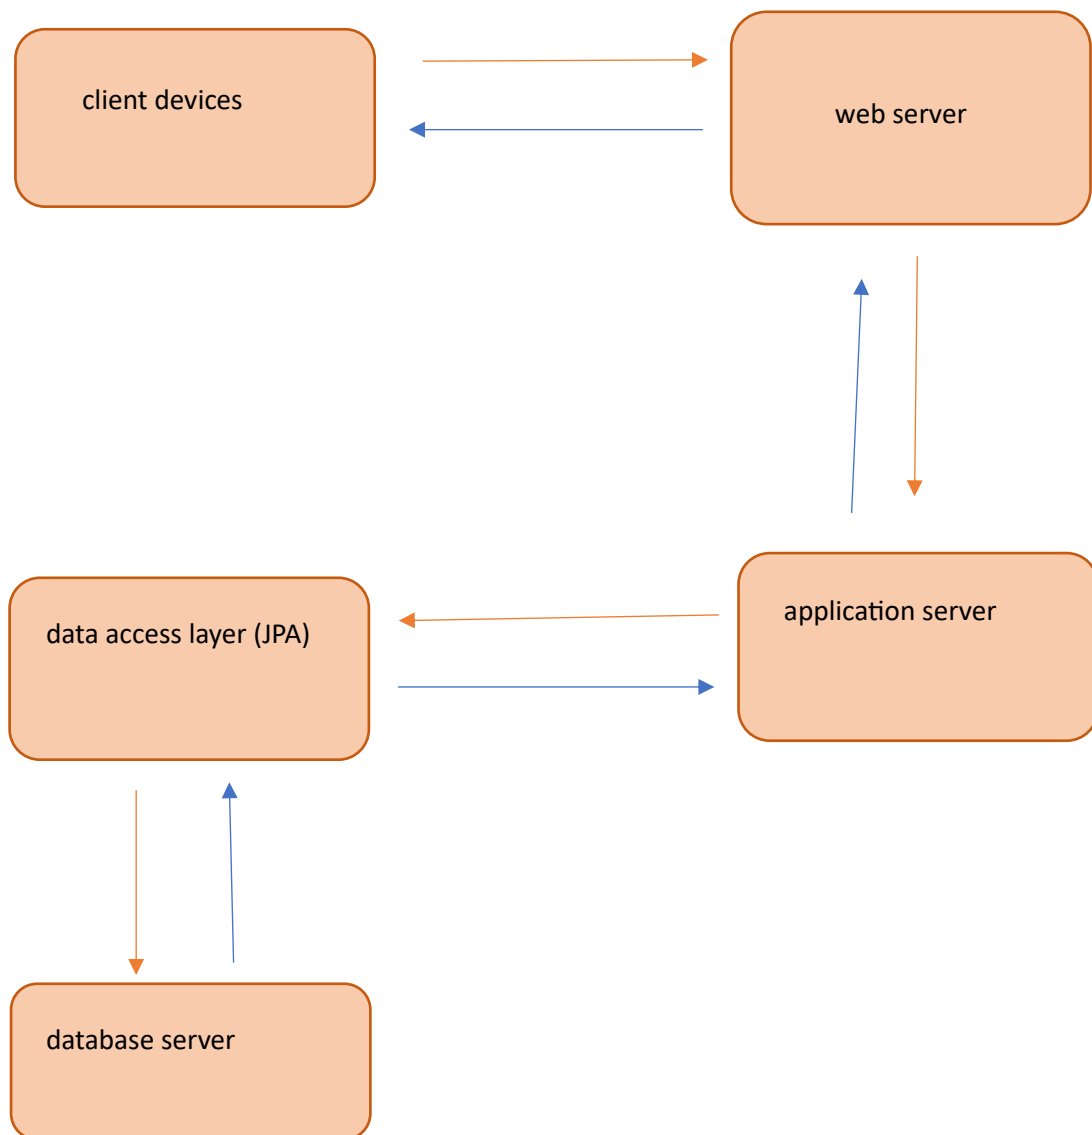 client devices
web server
data access layer (JPA)
application server
database server